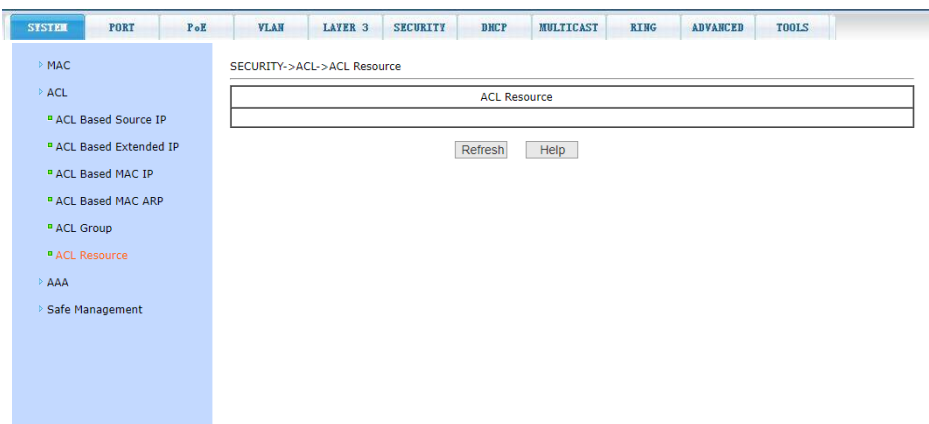 SYSTEM PORT PoE VLAN LAYER 3 SECURITY DHCP MULTICAST RING ADVANCED TOOLS
MAC
ACL
ACL Based Source IP
ACL Based Extended IP
ACL Based MAC IP
ACL Based MAC ARP
ACL Group
ACL Resource
AAA
Safe Management
SECURITY->ACL->ACL Resource
ACL Resource
Refresh Help